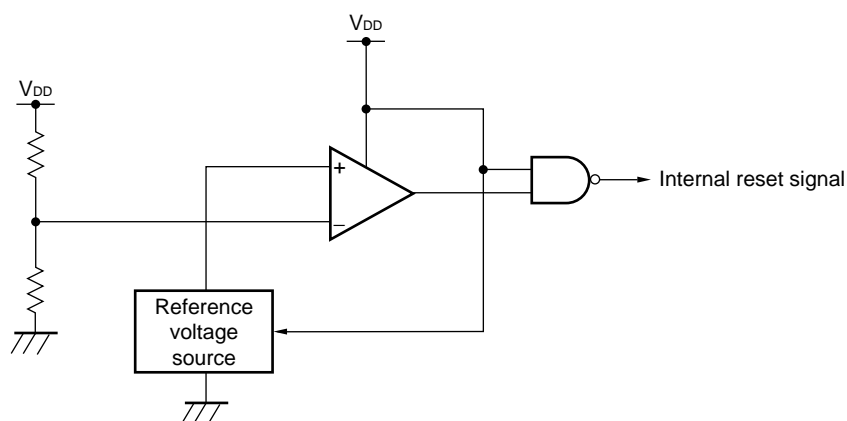 VDD
VDD
+
−
Internal reset signal
Reference
voltage
source